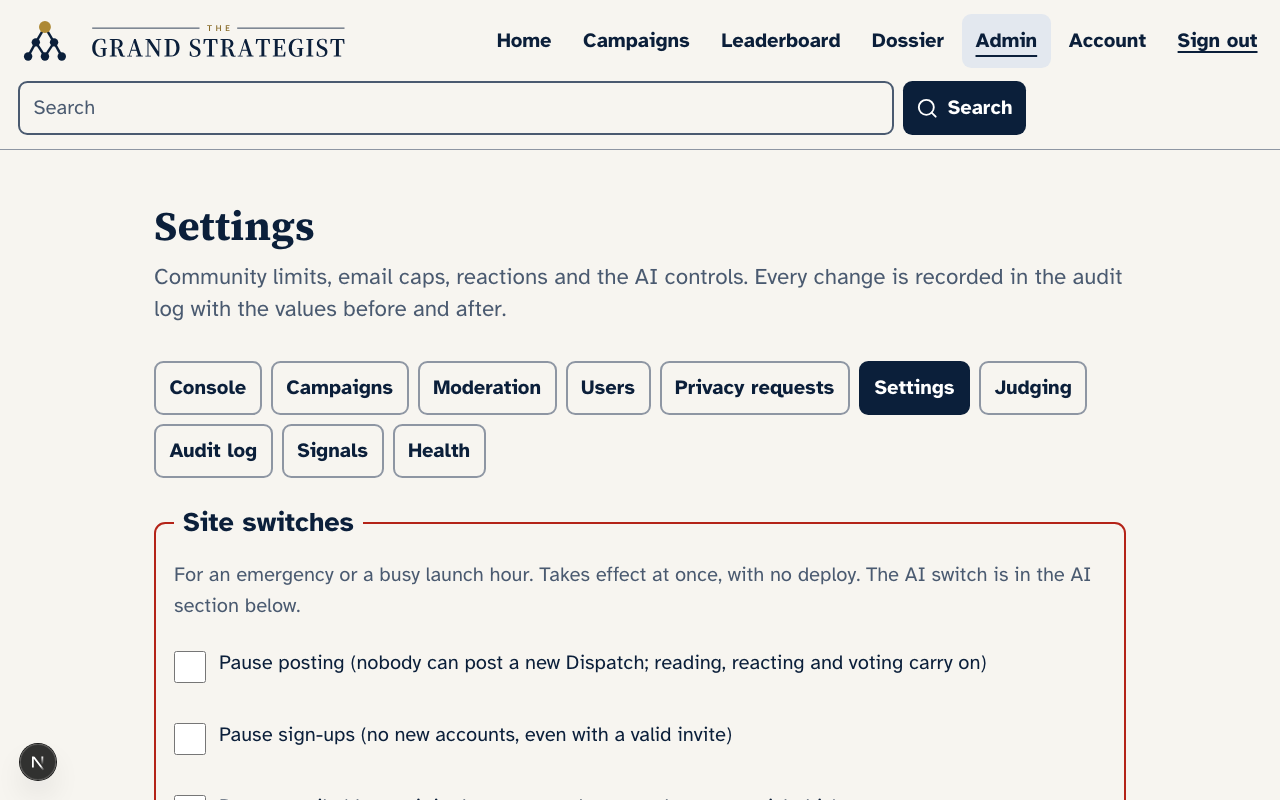 THE
GRAND STRATEGIST
Home Campaigns Leaderboard Dossier Admin Account Sign out
Search Search
Settings
Community limits, email caps, reactions and the AI controls. Every change is recorded in the audit
log with the values before and after.
Console Campaigns Moderation Users Privacy requests Settings Judging
Audit log Signals Health
Site switches
For an emergency or a busy launch hour. Takes effect at once, with no deploy. The AI switch is in the AI
section below.
Pause posting (nobody can post a new Dispatch; reading, reacting and voting carry on)
Pause sign-ups (no new accounts, even with a valid invite)
N